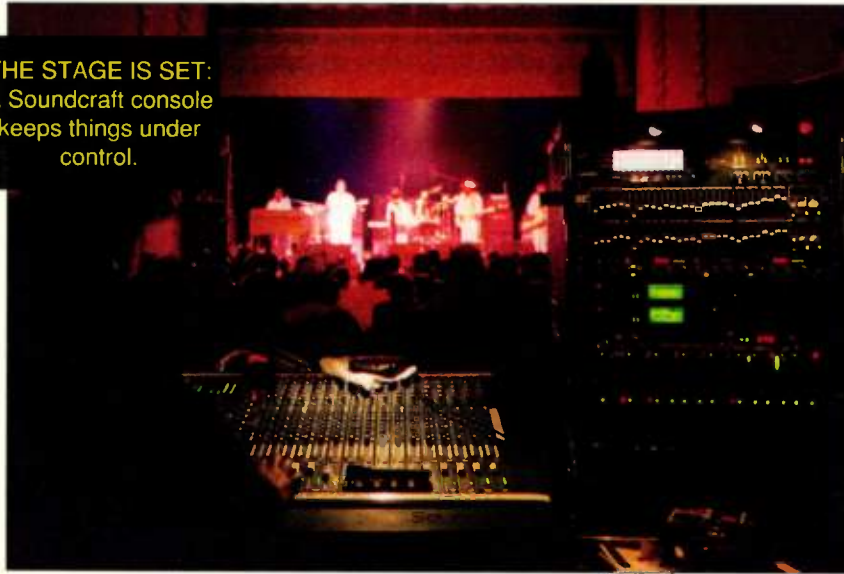 THE STAGE IS SET:
Soundcraft console
keeps things under
control.